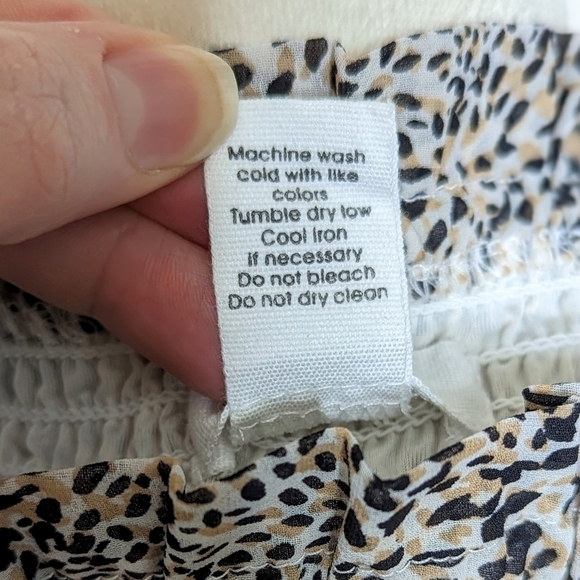 Machine wash
cold with like
colors
Tumble dry low
Cool Iron
if necessary
Do not bleach
Do not dry clean